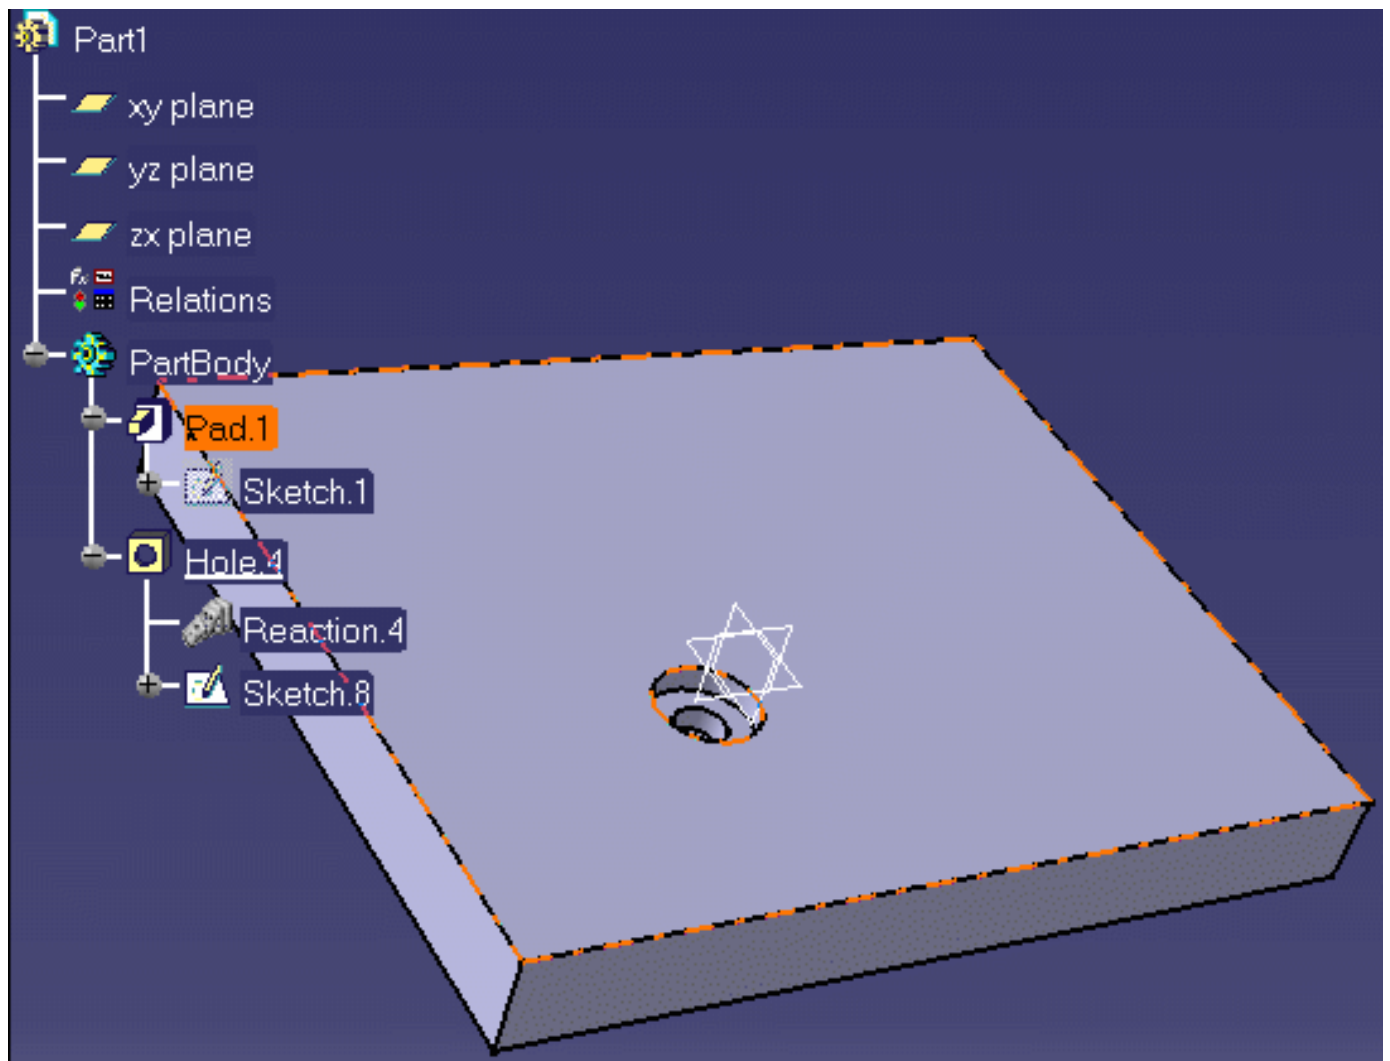 Part1
xy plane
yz plane
zx plane
Relations
PartBody
Pad.1
Sketch.1
Hole.4
Reaction.4
Sketch.8